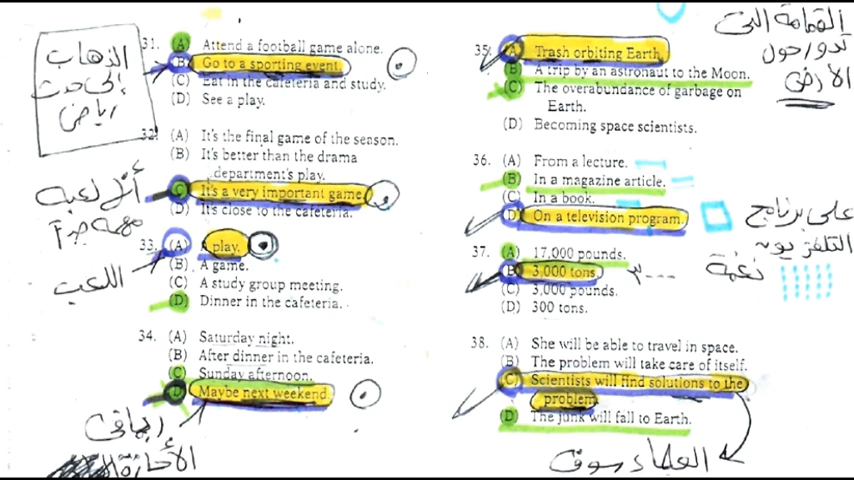 31. (A) Attend a football game alone.
(B) Go to a sporting event.
(C) Eat in the cafeteria and study.
(D) See a play.
32. (A) It's the final game of the season.
(B) It's better than the drama
department's play.
(C) It's a very important game.
(D) It's close to the cafeteria.
33. (A) A play.
(B) A game.
(C) A study group meeting.
(D) Dinner in the cafeteria.
34. (A) Saturday night.
(B) After dinner in the cafeteria.
(C) Sunday afternoon.
(D) Maybe next weekend.
الذهاب
إلى حدث
رياضي
لعبة
مهمة جداً
اللعب
35. (A) Trash orbiting Earth.
(B) A trip by an astronaut to the Moon.
(C) The overabundance of garbage on
Earth.
(D) Becoming space scientists.
36. (A) From a lecture.
(B) In a magazine article.
(C) In a book.
(D) On a television program.
37. (A) 17,000 pounds.
(B) 3,000 tons
٣٠٠٠
(C) 3,000 pounds.
(D) 300 tons.
38. (A) She will be able to travel in space.
(B) The problem will take care of itself.
(C) Scientists will find solutions to the
problem.
(D) The junk will fall to Earth.
القمامة التي
تدور حول
الأرض
على برنامج
التلفزيون
العلماء سوف